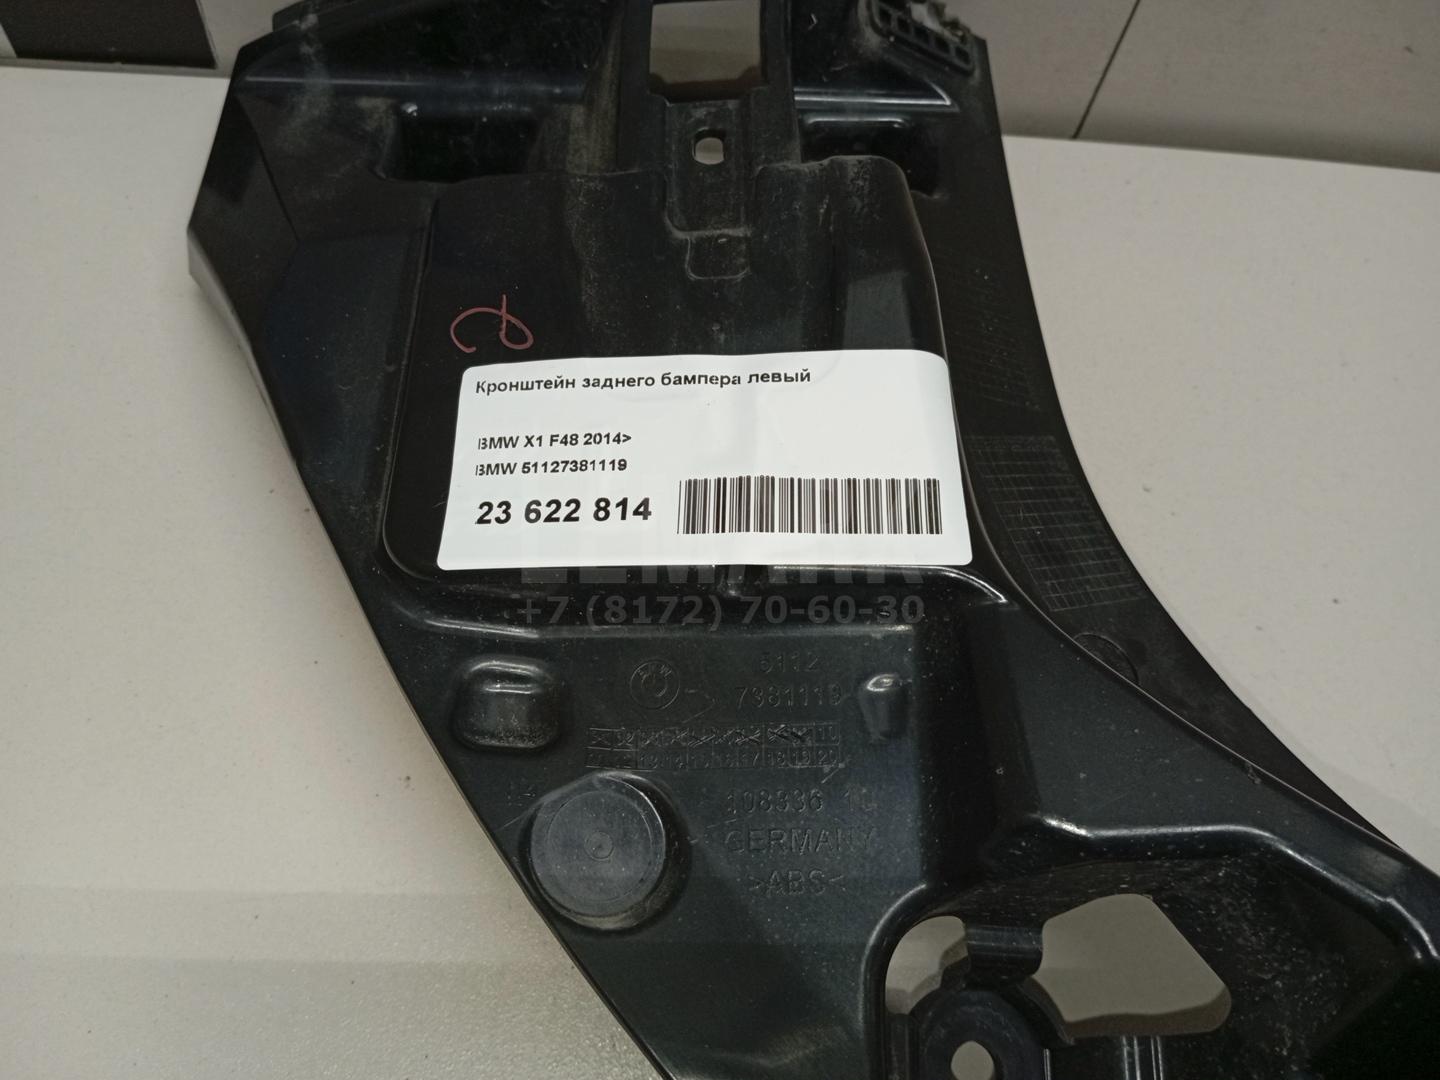 Кронштейн заднего бампера левый
BMW X1 F48 2014>
BMW 51127381119
23 622 814
+7 (8172) 70-60-30
5112
7381119
108336 10
GERMANY
>ABS<